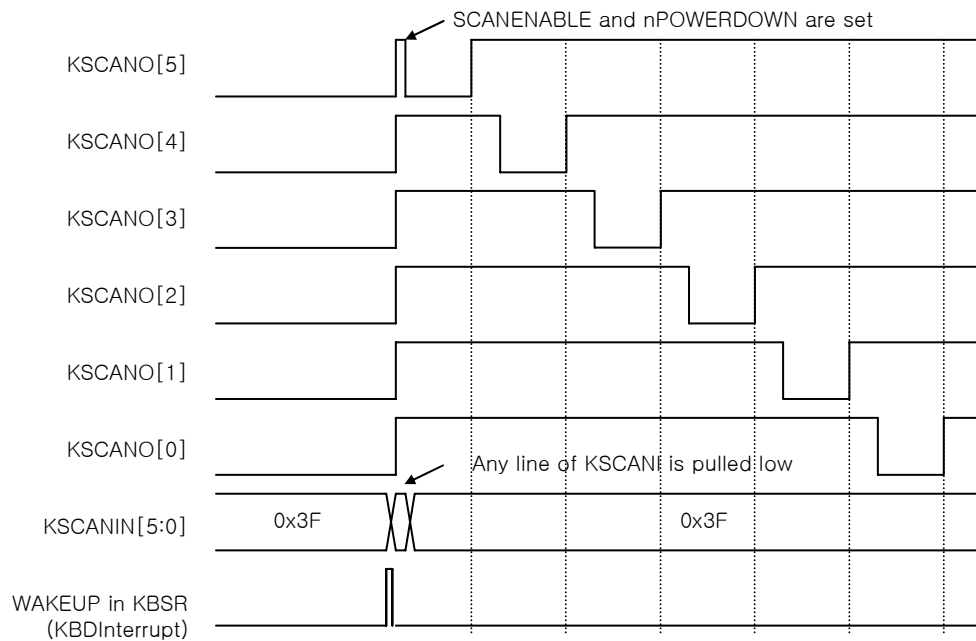 SCANENABLE and nPOWERDOWN are set
KSCANO[5]
KSCANO[4]
KSCANO[3]
KSCANO[2]
KSCANO[1]
KSCANO[0]
Any line of KSCANI is pulled low
KSCANIN[5:0]
0x3F
0x3F
WAKEUP in KBSR
(KBDInterrupt)